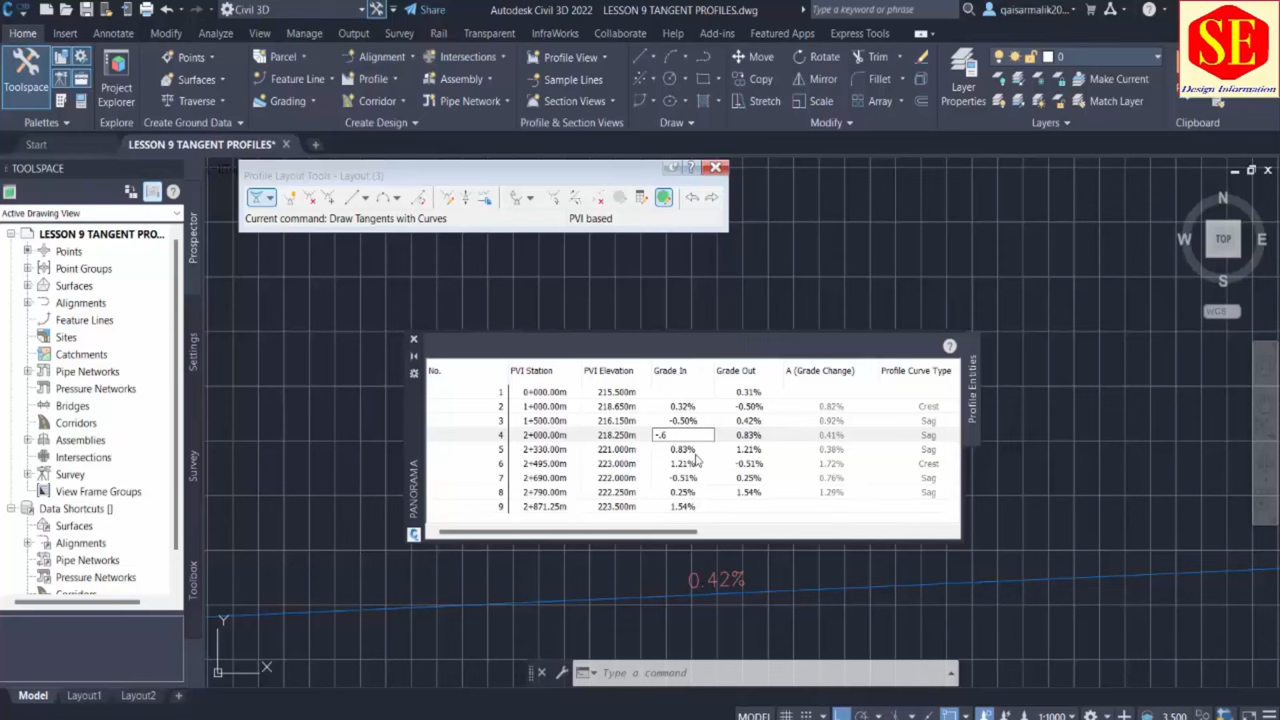 Civil 3D
Share
Autodesk Civil 3D 2022 LESSON 9 TANGENT PROFILES.dwg
Type a keyword or phrase
qaisarmalik20...
Home Insert Annotate Modify Analyze View Manage Output Survey Rail Transparent InfraWorks Collaborate Help Add-ins Featured Apps Express Tools
Toolspace
Project Explorer
Points Parcel Alignment Intersections Profile View Move Rotate Trim
Surfaces Feature Line Profile Assembly Sample Lines Copy Mirror Fillet Make Current
Traverse Grading Corridor Pipe Network Section Views Stretch Scale Array Match Layer
Layer Properties
0
Palettes Explore Create Ground Data Create Design Profile & Section Views Draw Modify Layers Clipboard
SE
Design Information
Start LESSON 9 TANGENT PROFILES*
TOOLSPACE
Active Drawing View
LESSON 9 TANGENT PRO...
Points
Point Groups
Surfaces
Alignments
Feature Lines
Sites
Catchments
Pipe Networks
Pressure Networks
Bridges
Corridors
Assemblies
Intersections
Survey
View Frame Groups
Data Shortcuts []
Surfaces
Alignments
Pipe Networks
Pressure Networks
Corridors
Prospector
Settings
Survey
Toolbox
Profile Layout Tools - Layout (3)
Current command: Draw Tangents with Curves PVI based
N
W TOP E
S
WCS
PANORAMA
Profile Entities
No. PVI Station PVI Elevation Grade In Grade Out A (Grade Change) Profile Curve Type
1 0+000.00m 215.500m 0.31%
2 1+000.00m 218.650m 0.32% -0.50% 0.82% Crest
3 1+500.00m 216.150m -0.50% 0.42% 0.92% Sag
4 2+000.00m 218.250m -.6 0.83% 0.41% Sag
5 2+330.00m 221.000m 0.83% 1.21% 0.38% Sag
6 2+495.00m 223.000m 1.21% -0.51% 1.72% Crest
7 2+690.00m 222.000m -0.51% 0.25% 0.76% Sag
8 2+790.00m 222.250m 0.25% 1.54% 1.29% Sag
9 2+871.25m 223.500m 1.54%
0.42%
Y
X
Type a command
Model Layout1 Layout2
MODEL 1:1000 3.500